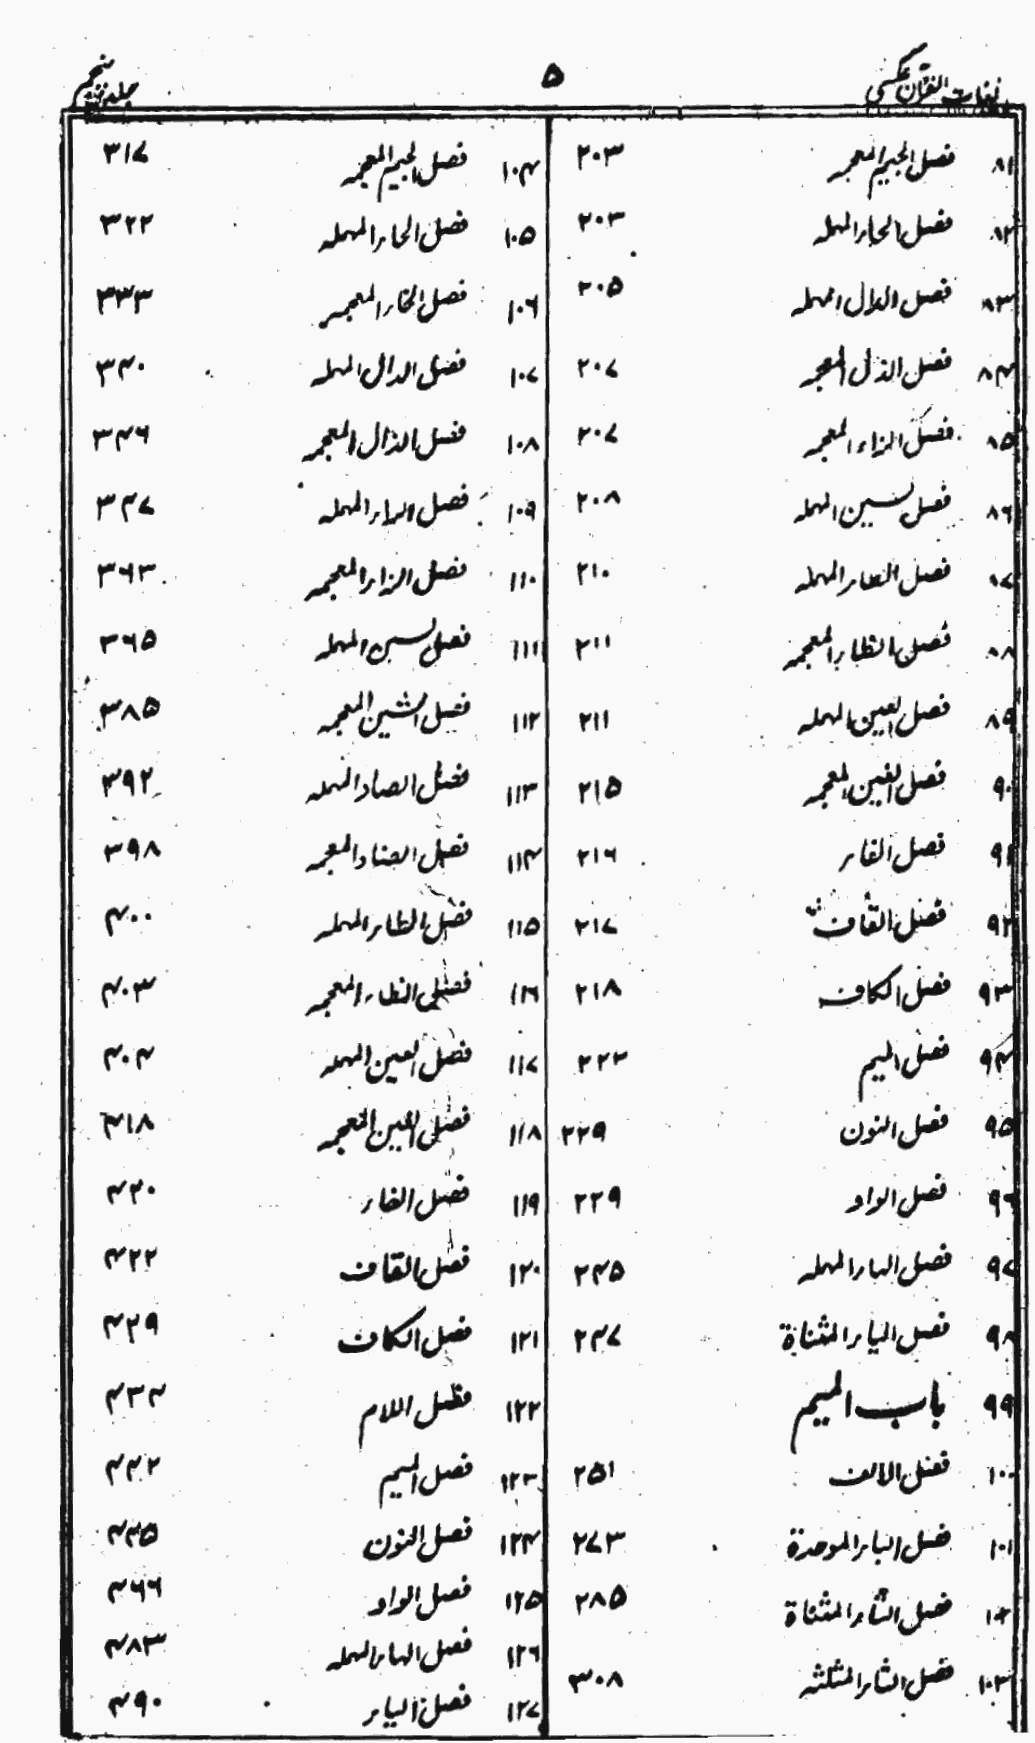 لغات القرآن عکسی ۵ جلد پنجم
۸۱ فصل الجیم المعجمہ ۲۰۳
۸۲ فصل الحاء المہملہ ۲۰۳
۸۳ فصل الدال المہملہ ۲۰۵
۸۴ فصل الذال المعجمہ ۲۰۷
۸۵ فصل الزاء المعجمہ ۲۰۷
۸۶ فصل السین المہملہ ۲۰۸
۸۷ فصل الطاء المہملہ ۲۱۰
۸۸ فصل الظاء المعجمہ ۲۱۱
۸۹ فصل العین المہملہ ۲۱۱
۹۰ فصل الغین المعجمہ ۲۱۵
۹۱ فصل الفاء ۲۱۶
۹۲ فصل القاف ۲۱۷
۹۳ فصل الکاف ۲۱۸
۹۴ فصل المیم ۲۲۲
۹۵ فصل النون ۲۲۹
۹۶ فصل الواو ۲۲۹
۹۷ فصل الہاء المہملہ ۲۴۵
۹۸ فصل الیاء المثناۃ ۲۴۷
۹۹ باب المیم
۱۰۰ فصل الالف ۲۵۱
۱۰۱ فصل الباء الموحدۃ ۲۷۳
۱۰۲ فصل التاء المثناۃ ۲۸۵
۱۰۳ فصل الثاء المثلثہ ۳۰۸
۱۰۴ فصل الجیم المعجمہ ۳۱۷
۱۰۵ فصل الحاء المہملہ ۳۲۲
۱۰۶ فصل الخاء المعجمہ ۳۳۳
۱۰۷ فصل الدال المہملہ ۳۴۰
۱۰۸ فصل الذال المعجمہ ۳۴۶
۱۰۹ فصل الراء المہملہ ۳۴۷
۱۱۰ فصل الزاء المعجمہ ۳۶۳
۱۱۱ فصل السین المہملہ ۳۶۵
۱۱۲ فصل الشین المعجمہ ۳۸۵
۱۱۳ فصل الصاد المہملہ ۳۹۲
۱۱۴ فصل الضاد المعجمہ ۳۹۸
۱۱۵ فصل الطاء المہملہ ۴۰۰
۱۱۶ فصل الظاء المعجمہ ۴۰۳
۱۱۷ فصل العین المہملہ ۴۰۴
۱۱۸ فصل الغین المعجمہ ۴۱۸
۱۱۹ فصل الفاء ۴۲۰
۱۲۰ فصل القاف ۴۲۲
۱۲۱ فصل الکاف ۴۲۹
۱۲۲ فصل اللام ۴۳۴
۱۲۳ فصل المیم ۴۴۲
۱۲۴ فصل النون ۴۴۵
۱۲۵ فصل الواو ۴۶۶
۱۲۶ فصل الہاء المہملہ ۴۸۳
۱۲۷ فصل الیاء ۴۹۰